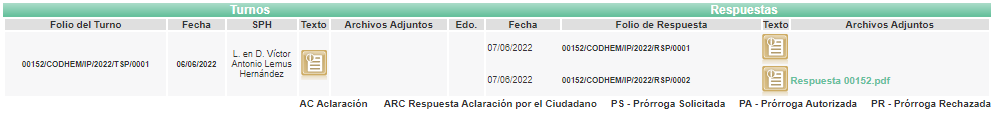 Turnos Respuestas
Folio del Turno Fecha SPH Texto Archivos Adjuntos Edo. Fecha Folio de Respuesta Texto Archivos Adjuntos
00152/CODHEM/IP/2022/TSP/0001 06/06/2022 L. en D. Víctor
Antonio Lemus
Hernández
07/06/2022 00152/CODHEM/IP/2022/RSP/0001
07/06/2022 00152/CODHEM/IP/2022/RSP/0002 Respuesta 00152.pdf
AC Aclaración ARC Respuesta Aclaración por el Ciudadano PS - Prórroga Solicitada PA - Prórroga Autorizada PR - Prórroga Rechazada